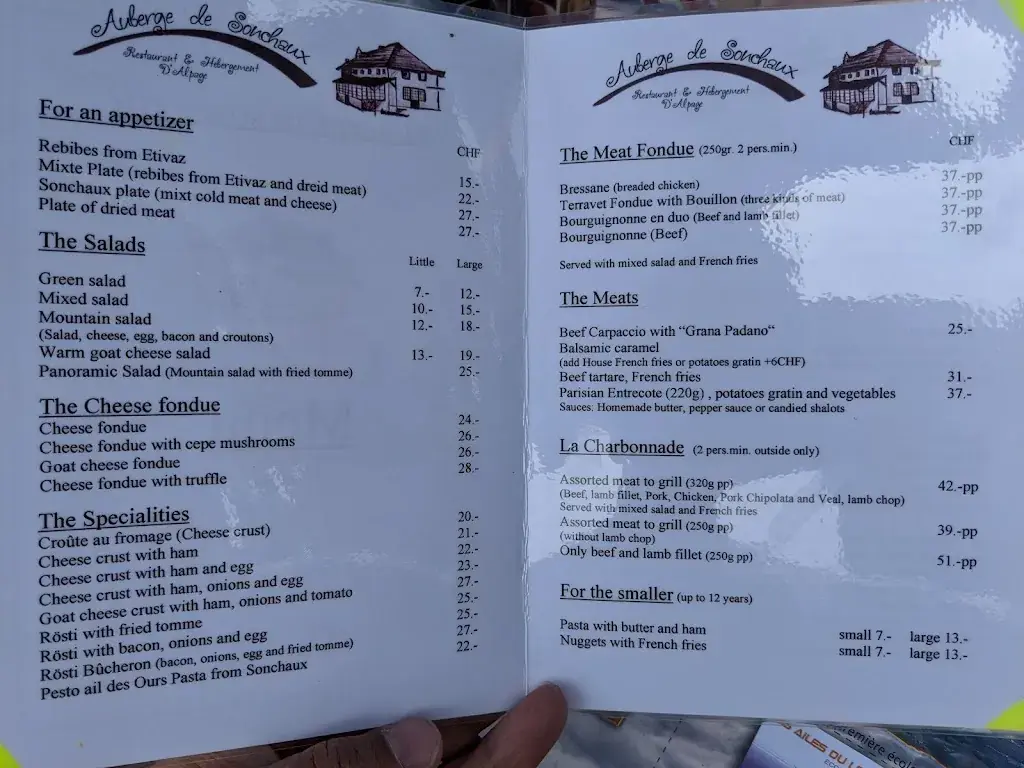 Auberge de Sonchaux
Restaurant & Hébergement
D'Alpage
For an appetizer
CHF
Rebibes from Etivaz 15.-
Mixte Plate (rebibes from Etivaz and dreid meat) 22.-
Sonchaux plate (mixt cold meat and cheese) 27.-
Plate of dried meat 27.-
The Salads
Little Large
Green salad 7.- 12.-
Mixed salad 10.- 15.-
Mountain salad 12.- 18.-
(Salad, cheese, egg, bacon and croutons)
Warm goat cheese salad 13.- 19.-
Panoramic Salad (Mountain salad with fried tomme) 25.-
The Cheese fondue
Cheese fondue 24.-
Cheese fondue with cepe mushrooms 26.-
Goat cheese fondue 26.-
Cheese fondue with truffle 28.-
The Specialities
Croûte au fromage (Cheese crust) 20.-
Cheese crust with ham 21.-
Cheese crust with ham and egg 22.-
Cheese crust with ham, onions and egg 23.-
Goat cheese crust with ham, onions and tomato 27.-
Rösti with fried tomme 25.-
Rösti with bacon, onions and egg 25.-
Rösti Bûcheron (bacon, onions, egg and fried tomme) 27.-
Pesto ail des Ours Pasta from Sonchaux 22.-
Auberge de Sonchaux
Restaurant & Hébergement
D'Alpage
The Meat Fondue (250gr. 2 pers.min.)
CHF
Bressane (breaded chicken) 37.-pp
Terravet Fondue with Bouillon (three kinds of meat) 37.-pp
Bourguignonne en duo (Beef and lamb fillet) 37.-pp
Bourguignonne (Beef) 37.-pp
Served with mixed salad and French fries
The Meats
Beef Carpaccio with “Grana Padano“ 25.-
Balsamic caramel
(add House French fries or potatoes gratin +6CHF)
Beef tartare, French fries 31.-
Parisian Entrecote (220g) , potatoes gratin and vegetables 37.-
Sauces: Homemade butter, pepper sauce or candied shalots
La Charbonnade (2 pers.min. outside only)
Assorted meat to grill (320g pp) 42.-pp
(Beef, lamb fillet, Pork, Chicken, Pork Chipolata and Veal, lamb chop)
Served with mixed salad and French fries
Assorted meat to grill (250g pp) 39.-pp
(without lamb chop)
Only beef and lamb fillet (250g pp) 51.-pp
For the smaller (up to 12 years)
Pasta with butter and ham small 7.- large 13.-
Nuggets with French fries small 7.- large 13.-
AILES DU
première